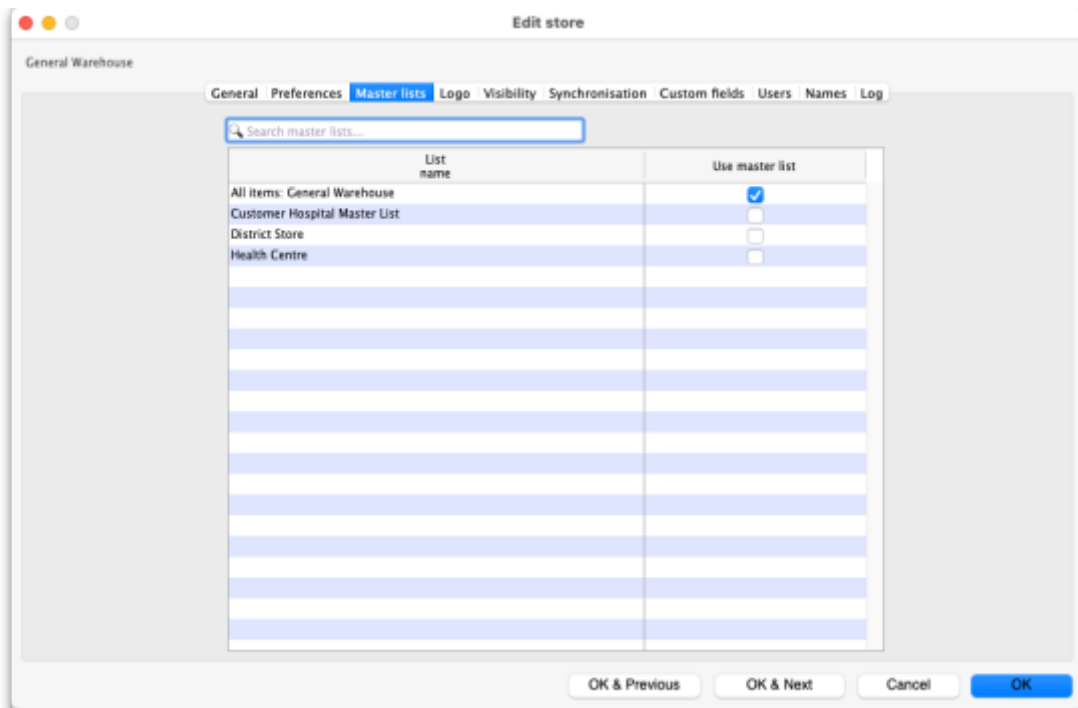 Edit store
General Warehouse
General Preferences Master lists Logo Visibility Synchronisation Custom fields Users Names Log
Search master lists...
List
name
Use master list
All items: General Warehouse
Customer Hospital Master List
District Store
Health Centre
OK & Previous OK & Next Cancel OK